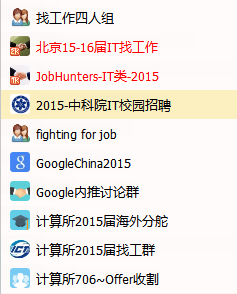 找工作四人组
北京15-16届IT找工作
JobHunters-IT类-2015
2015-中科院IT校园招聘
fighting for job
GoogleChina2015
Google内推讨论群
计算所2015届海外分舵
计算所2015届找工群
计算所706~Offer收割